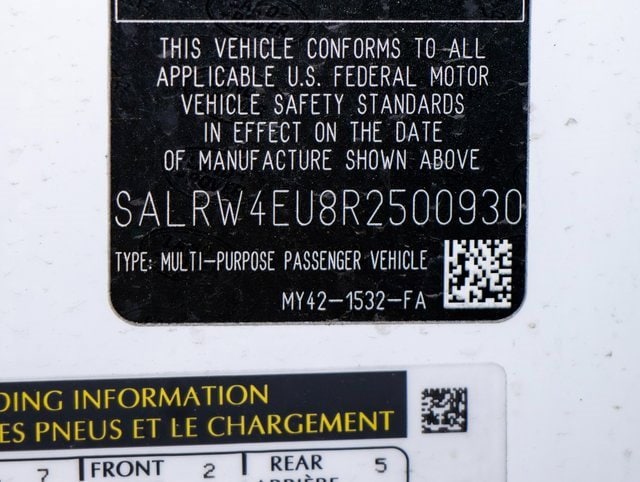 THIS VEHICLE CONFORMS TO ALL
APPLICABLE U.S. FEDERAL MOTOR
VEHICLE SAFETY STANDARDS
IN EFFECT ON THE DATE
OF MANUFACTURE SHOWN ABOVE
SALRW4EU8R2500930
TYPE: MULTI-PURPOSE PASSENGER VEHICLE
MY42-1532-FA
DING INFORMATION
ES PNEUS ET LE CHARGEMENT
7 FRONT 2 REAR 5
ARRIÈRE